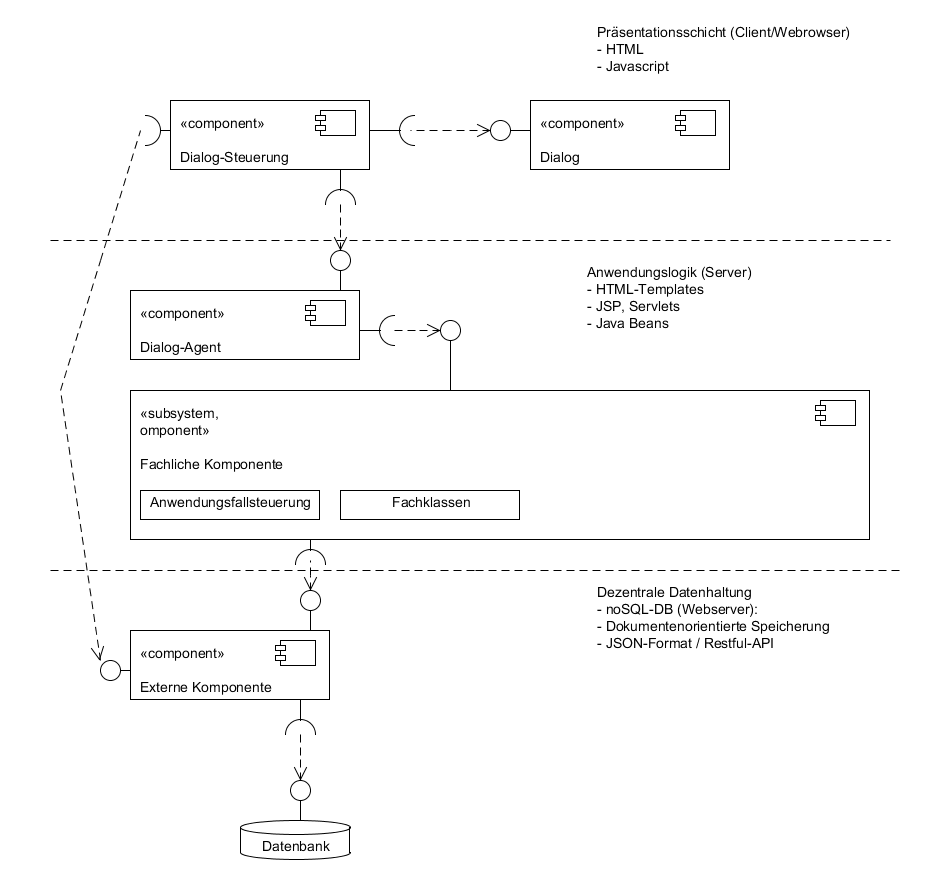 Präsentationsschicht (Client/Webrowser)
- HTML
- Javascript
«component»
Dialog-Steuerung
«component»
Dialog
Anwendungslogik (Server)
- HTML-Templates
- JSP, Servlets
- Java Beans
«component»
Dialog-Agent
«subsystem,
omponent»
Fachliche Komponente
Anwendungsfallsteuerung
Fachklassen
Dezentrale Datenhaltung
- noSQL-DB (Webserver):
- Dokumentenorientierte Speicherung
- JSON-Format / Restful-API
«component»
Externe Komponente
Datenbank